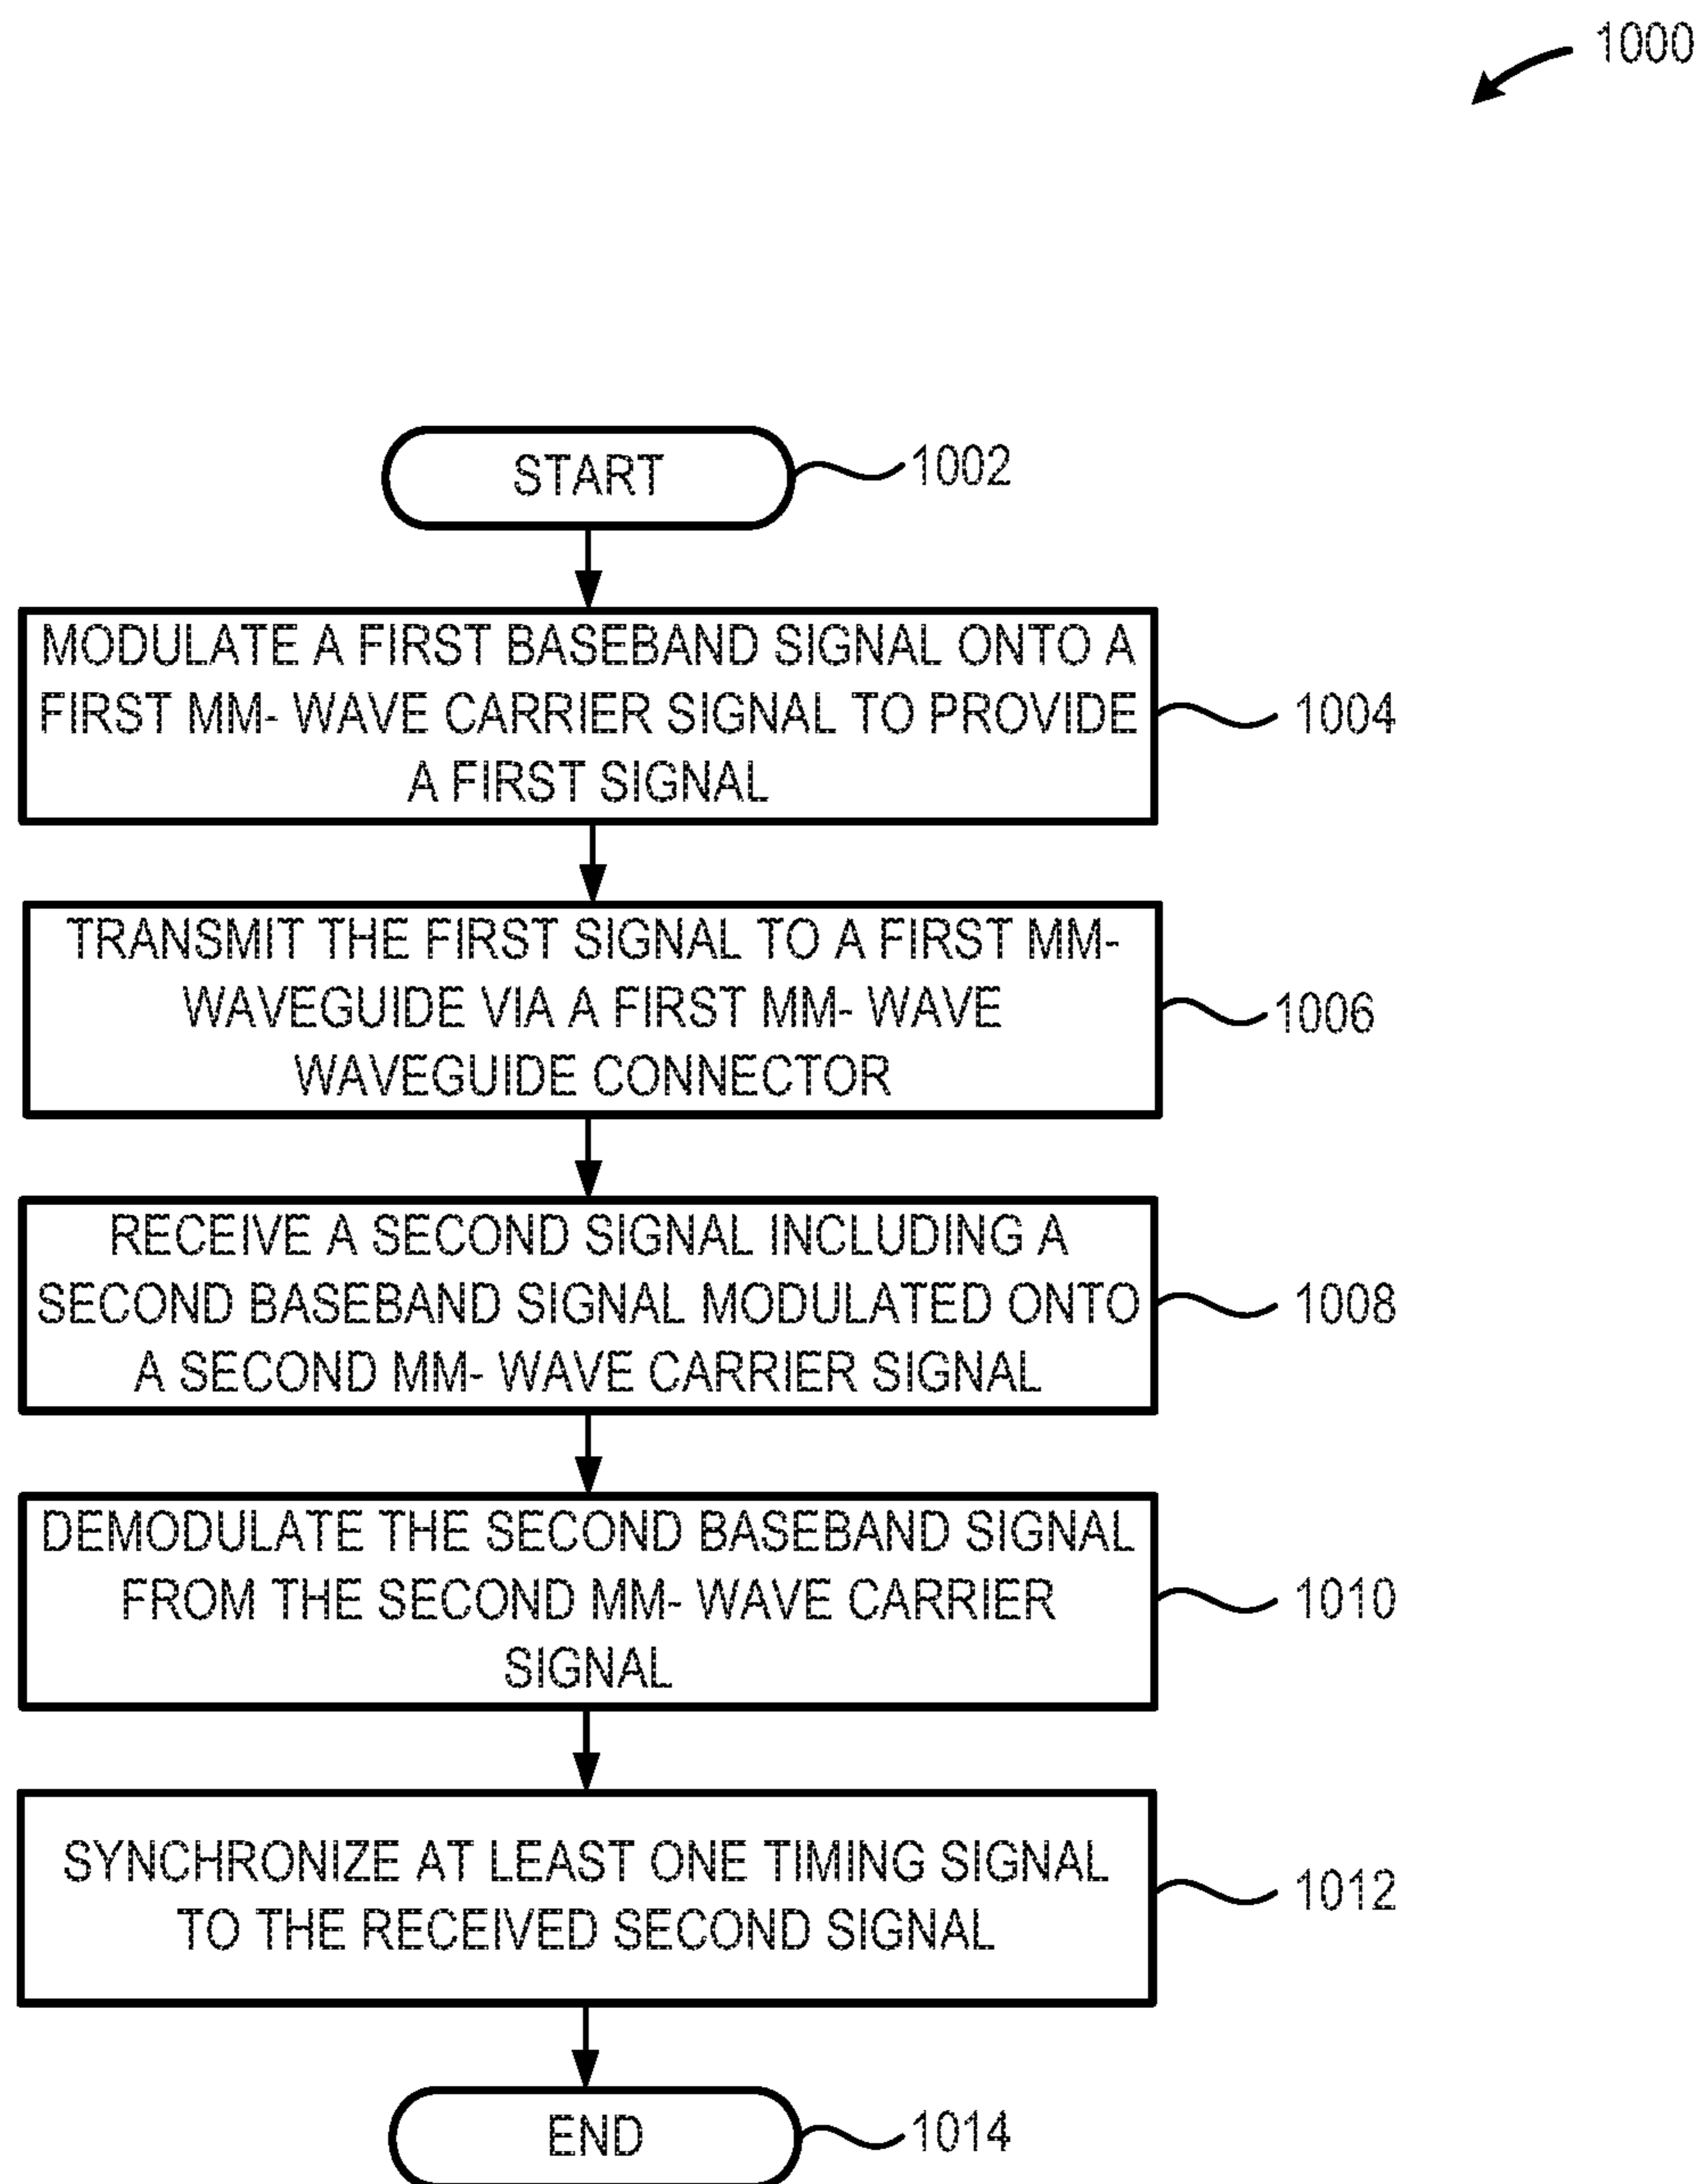 1000
START
1002
MODULATE A FIRST BASEBAND SIGNAL ONTO A
FIRST MM- WAVE CARRIER SIGNAL TO PROVIDE
A FIRST SIGNAL
1004
TRANSMIT THE FIRST SIGNAL TO A FIRST MM-
WAVEGUIDE VIA A FIRST MM- WAVE
WAVEGUIDE CONNECTOR
1006
RECEIVE A SECOND SIGNAL INCLUDING A
SECOND BASEBAND SIGNAL MODULATED ONTO
A SECOND MM- WAVE CARRIER SIGNAL
1008
DEMODULATE THE SECOND BASEBAND SIGNAL
FROM THE SECOND MM- WAVE CARRIER
SIGNAL
1010
SYNCHRONIZE AT LEAST ONE TIMING SIGNAL
TO THE RECEIVED SECOND SIGNAL
1012
END
1014